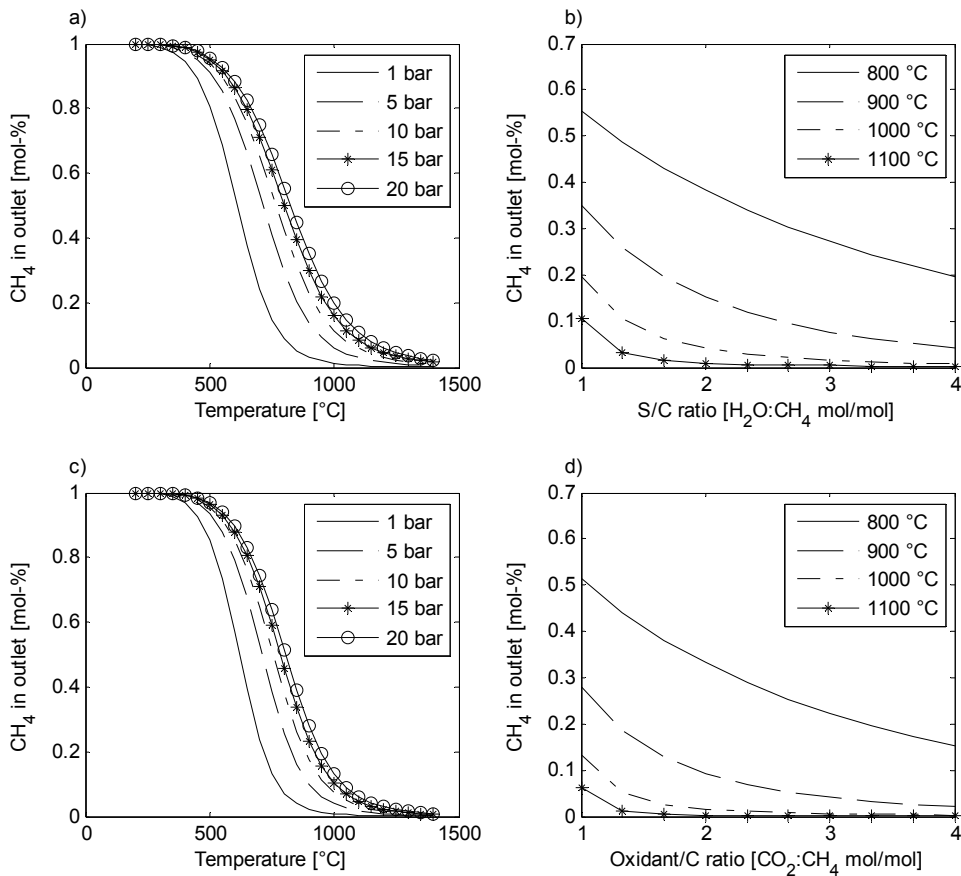 a)
CH4 in outlet [mol-%]
1
0.8
0.6
0.4
0.2
0
0
500
1000
1500
Temperature [°C]
1 bar
5 bar
10 bar
15 bar
20 bar
b)
CH4 in outlet [mol-%]
0.7
0.6
0.5
0.4
0.3
0.2
0.1
0
1
2
3
4
S/C ratio [H2O:CH4 mol/mol]
800 °C
900 °C
1000 °C
1100 °C
c)
CH4 in outlet [mol-%]
1
0.8
0.6
0.4
0.2
0
0
500
1000
1500
Temperature [°C]
1 bar
5 bar
10 bar
15 bar
20 bar
d)
CH4 in outlet [mol-%]
0.7
0.6
0.5
0.4
0.3
0.2
0.1
0
1
2
3
4
Oxidant/C ratio [CO2:CH4 mol/mol]
800 °C
900 °C
1000 °C
1100 °C